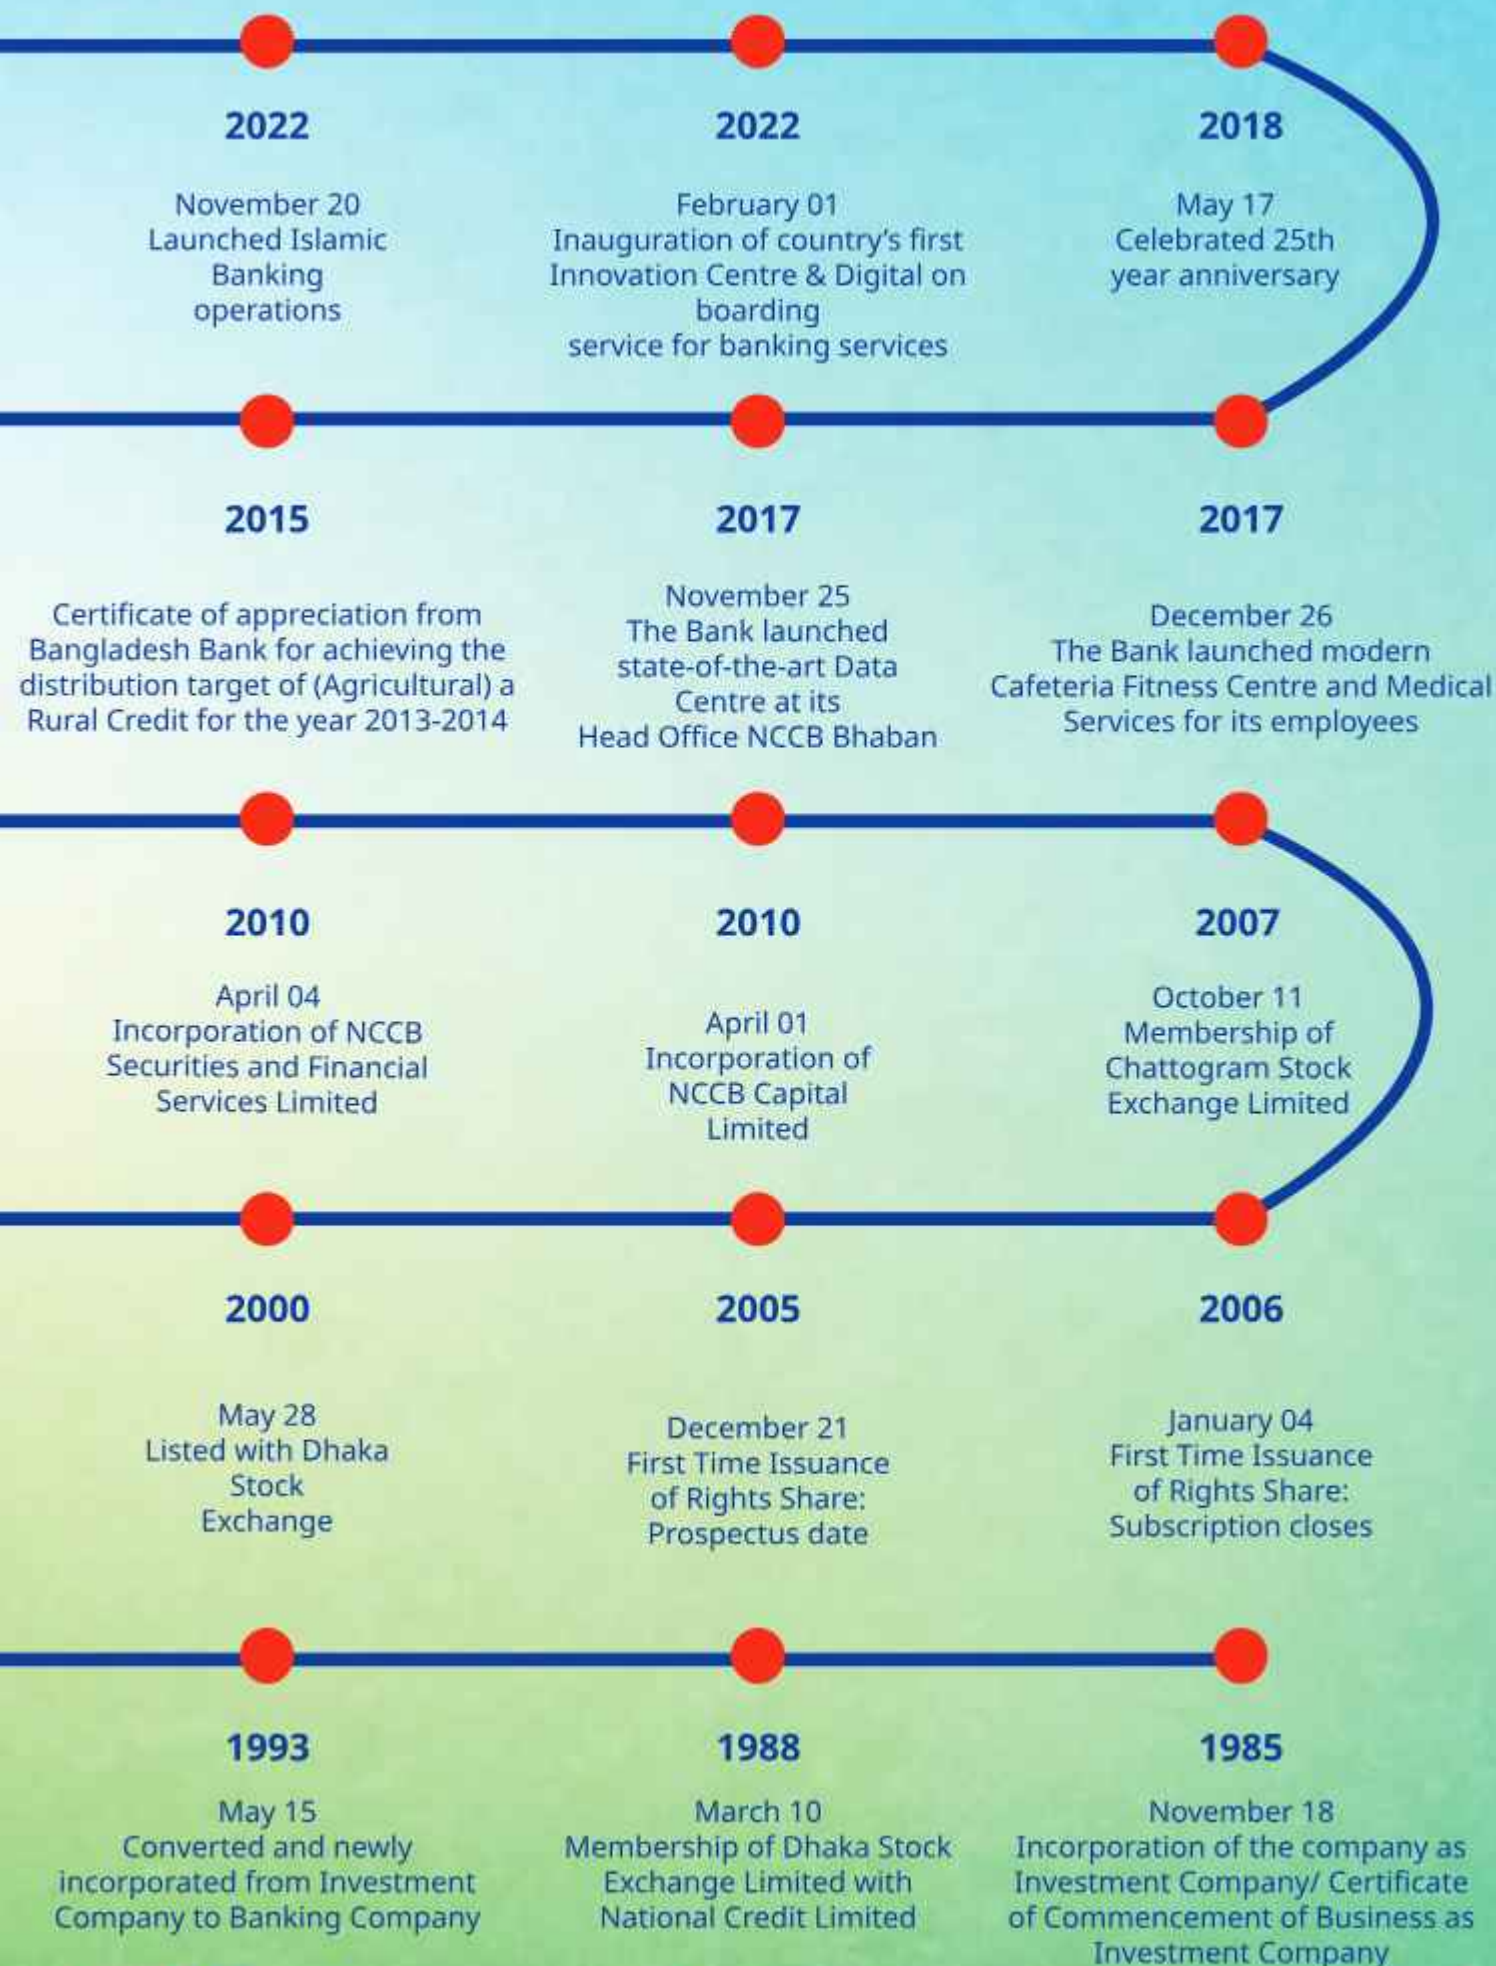 2022
November 20
Launched Islamic
Banking
operations
2022
February 01
Inauguration of country's first
Innovation Centre & Digital on
boarding
service for banking services
2018
May 17
Celebrated 25th
year anniversary
2015
Certificate of appreciation from
Bangladesh Bank for achieving the
distribution target of (Agricultural) a
Rural Credit for the year 2013-2014
2017
November 25
The Bank launched
state-of-the-art Data
Centre at its
Head Office NCCB Bhaban
2017
December 26
The Bank launched modern
Cafeteria Fitness Centre and Medical
Services for its employees
2010
April 04
Incorporation of NCCB
Securities and Financial
Services Limited
2010
April 01
Incorporation of
NCCB Capital
Limited
2007
October 11
Membership of
Chattogram Stock
Exchange Limited
2000
May 28
Listed with Dhaka
Stock
Exchange
2005
December 21
First Time Issuance
of Rights Share:
Prospectus date
2006
January 04
First Time Issuance
of Rights Share:
Subscription closes
1993
May 15
Converted and newly
incorporated from Investment
Company to Banking Company
1988
March 10
Membership of Dhaka Stock
Exchange Limited with
National Credit Limited
1985
November 18
Incorporation of the company as
Investment Company/ Certificate
of Commencement of Business as
Investment Company